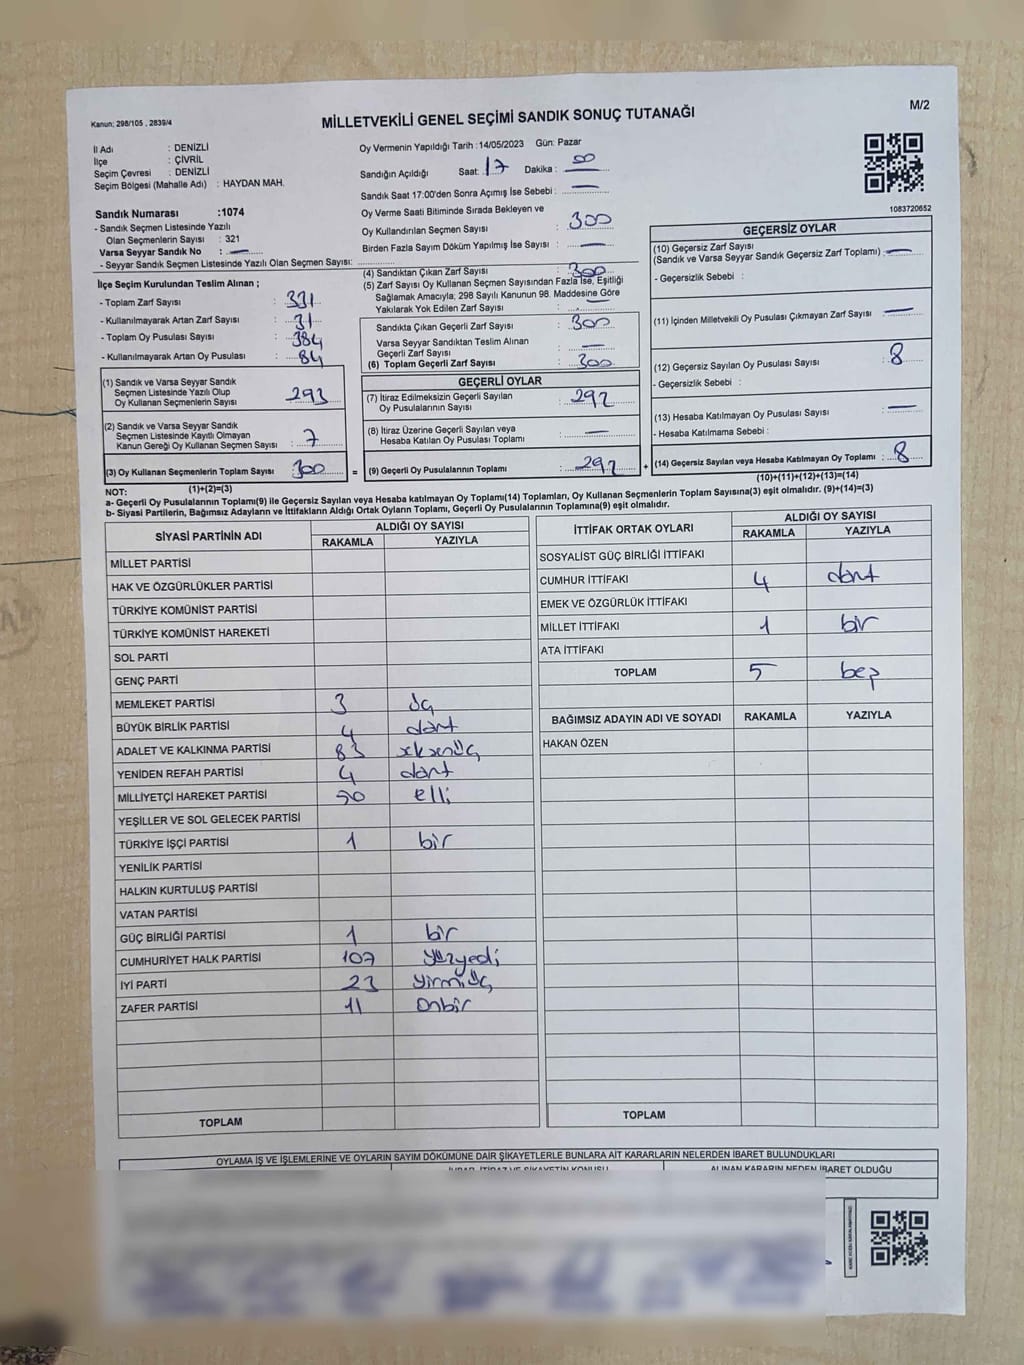 Kanun: 298/105 , 2839/4
MİLLETVEKİLİ GENEL SEÇİMİ SANDIK SONUÇ TUTANAĞI
M/2
İl Adı : DENİZLİ
İlçe : ÇİVRİL
Seçim Çevresi : DENİZLİ
Seçim Bölgesi (Mahalle Adı) : HAYDAN MAH.
Sandık Numarası :1074
- Sandık Seçmen Listesinde Yazılı
Olan Seçmenlerin Sayısı : 321
Varsa Seyyar Sandık No : —
- Seyyar Sandık Seçmen Listesinde Yazılı Olan Seçmen Sayısı:
Oy Vermenin Yapıldığı Tarih :14/05/2023 Gün: Pazar
Sandığın Açıldığı Saat: 17 Dakika : 00
Sandık Saat 17:00'den Sonra Açımış İse Sebebi : —
Oy Verme Saati Bitiminde Sırada Bekleyen ve
Oy Kullandırılan Seçmen Sayısı : 300
Birden Fazla Sayım Döküm Yapılmış İse Sayısı : —
1083720652
İlçe Seçim Kurulundan Teslim Alınan ;
- Toplam Zarf Sayısı : 331
- Kullanılmayarak Artan Zarf Sayısı : 31
- Toplam Oy Pusulası Sayısı : 384
- Kullanılmayarak Artan Oy Pusulası : 84
(4) Sandıktan Çıkan Zarf Sayısı : 300
(5) Zarf Sayısı Oy Kullanan Seçmen Sayısından Fazla İse, Eşitliği
Sağlamak Amacıyla, 298 Sayılı Kanunun 98. Maddesine Göre
Yakılarak Yok Edilen Zarf Sayısı : —
Sandıkta Çıkan Geçerli Zarf Sayısı : 300
Varsa Seyyar Sandıktan Teslim Alınan
Geçerli Zarf Sayısı : —
(6) Toplam Geçerli Zarf Sayısı : 300
GEÇERSİZ OYLAR
(10) Geçersiz Zarf Sayısı
(Sandık ve Varsa Seyyar Sandık Geçersiz Zarf Toplamı) : —
- Geçersizlik Sebebi :
(11) İçinden Milletvekili Oy Pusulası Çıkmayan Zarf Sayısı : —
(12) Geçersiz Sayılan Oy Pusulası Sayısı : 8
- Geçersizlik Sebebi :
(13) Hesaba Katılmayan Oy Pusulası Sayısı : —
- Hesaba Katılmama Sebebi :
(14) Geçersiz Sayılan veya Hesaba Katılmayan Oy Toplamı : 8
(10)+(11)+(12)+(13)=(14)
(1) Sandık ve Varsa Seyyar Sandık
Seçmen Listesinde Yazılı Olup
Oy Kullanan Seçmenlerin Sayısı : 293
(2) Sandık ve Varsa Seyyar Sandık
Seçmen Listesinde Kayıtlı Olmayan
Kanun Gereği Oy Kullanan Seçmen Sayısı : 7
(3) Oy Kullanan Seçmenlerin Toplam Sayısı 300 =
GEÇERLİ OYLAR
(7) İtiraz Edilmeksizin Geçerli Sayılan
Oy Pusulalarının Sayısı : 292
(8) İtiraz Üzerine Geçerli Sayılan veya
Hesaba Katılan Oy Pusulası Toplamı : —
(9) Geçerli Oy Pusulalarının Toplamı : 292 +
NOT: (1)+(2)=(3)
a- Geçerli Oy Pusulalarının Toplamı(9) ile Geçersiz Sayılan veya Hesaba katılmayan Oy Toplamı(14) Toplamları, Oy Kullanan Seçmenlerin Toplam Sayısına(3) eşit olmalıdır. (9)+(14)=(3)
b- Siyasi Partilerin, Bağımsız Adayların ve İttifakların Aldığı Ortak Oyların Toplamı, Geçerli Oy Pusulalarının Toplamına(9) eşit olmalıdır.
SİYASİ PARTİNİN ADI ALDIĞI OY SAYISI
RAKAMLA YAZIYLA
MİLLET PARTİSİ
HAK VE ÖZGÜRLÜKLER PARTİSİ
TÜRKİYE KOMÜNİST PARTİSİ
TÜRKİYE KOMÜNİST HAREKETİ
SOL PARTİ
GENÇ PARTİ
MEMLEKET PARTİSİ 3 üç
BÜYÜK BİRLİK PARTİSİ 4 dört
ADALET VE KALKINMA PARTİSİ 83 seksenüç
YENİDEN REFAH PARTİSİ 4 dört
MİLLİYETÇİ HAREKET PARTİSİ 50 elli
YEŞİLLER VE SOL GELECEK PARTİSİ
TÜRKİYE İŞÇİ PARTİSİ 1 bir
YENİLİK PARTİSİ
HALKIN KURTULUŞ PARTİSİ
VATAN PARTİSİ
GÜÇ BİRLİĞİ PARTİSİ 1 bir
CUMHURİYET HALK PARTİSİ 107 yüzyedi
İYİ PARTİ 23 yirmiüç
ZAFER PARTİSİ 11 onbir
TOPLAM
İTTİFAK ORTAK OYLARI ALDIĞI OY SAYISI
RAKAMLA YAZIYLA
SOSYALİST GÜÇ BİRLİĞİ İTTİFAKI
CUMHUR İTTİFAKI 4 dört
EMEK VE ÖZGÜRLÜK İTTİFAKI
MİLLET İTTİFAKI 1 bir
ATA İTTİFAKI
TOPLAM 5 beş
BAĞIMSIZ ADAYIN ADI VE SOYADI RAKAMLA YAZIYLA
HAKAN ÖZEN
TOPLAM
OYLAMA İŞ VE İŞLEMLERİNE VE OYLARIN SAYIM DÖKÜMÜNE DAİR ŞİKAYETLERLE BUNLARA AİT KARARLARIN NELERDEN İBARET BULUNDUKLARI
ALINAN KARARIN NEDEN İBARET OLDUĞU